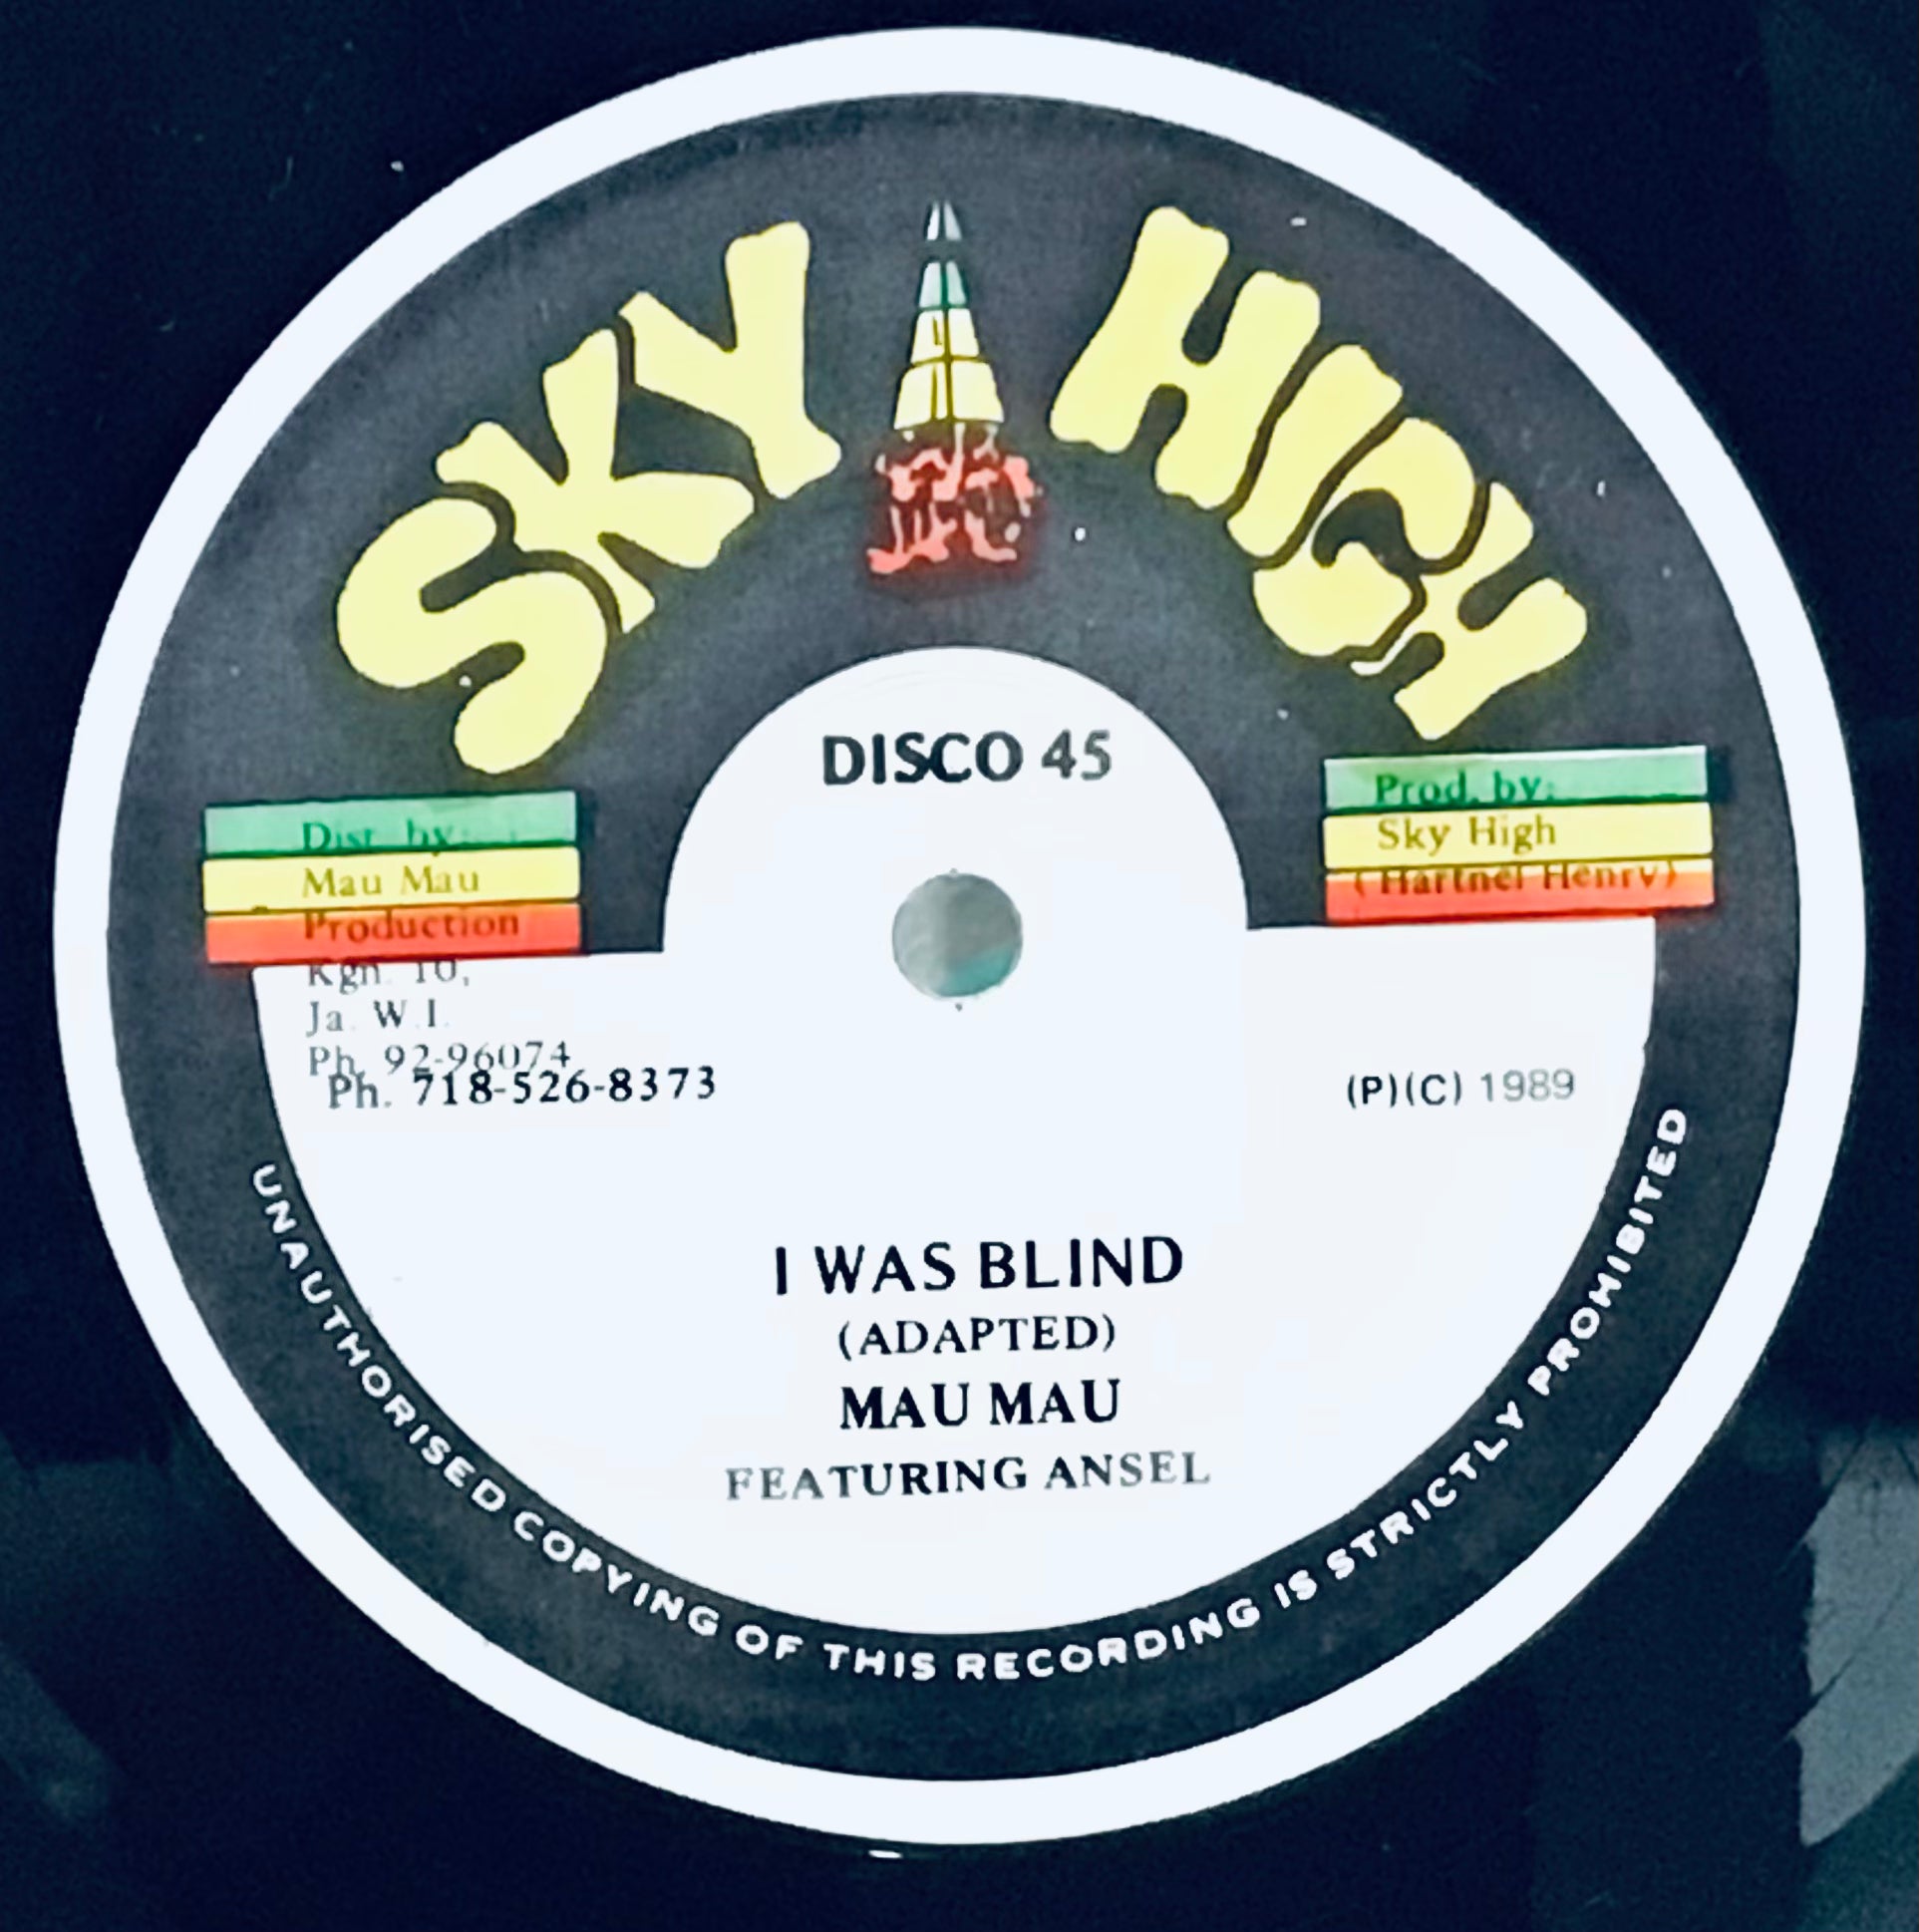 SKY HIGH
DISCO 45
Dist. by:
Mau Mau
Production
Kgn. 10,
Ja. W.I.
Ph. 92-96074
Ph. 718-526-8373
Prod. by:
Sky High
(Hartnel Henry)
(P)(C) 1989
I WAS BLIND
(ADAPTED)
MAU MAU
FEATURING ANSEL
UNAUTHORISED COPYING OF THIS RECORDING IS STRICTLY PROHIBITED